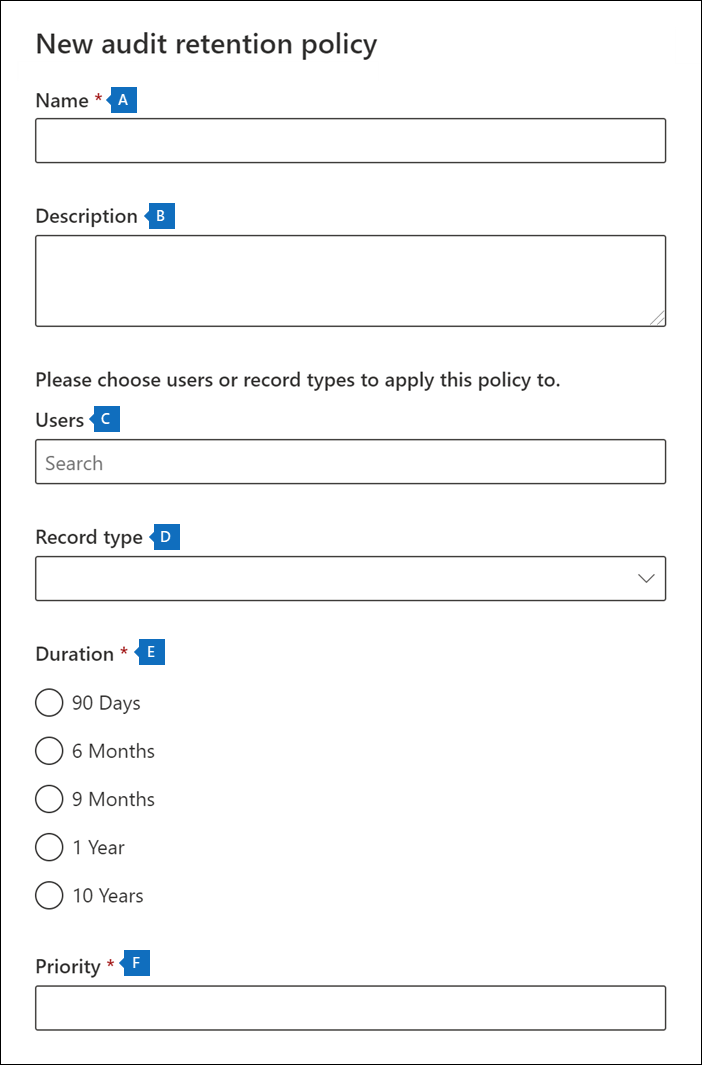 New audit retention policy
Name * A
Description B
Please choose users or record types to apply this policy to.
Users C
Search
Record type D
Duration * E
90 Days
6 Months
9 Months
1 Year
10 Years
Priority * F